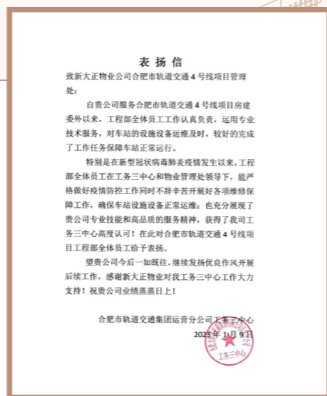 表 扬 信
致新大正物业公司合肥市轨道交通 4 号线项目管理
处：
自贵公司服务合肥市轨道交通 4 号线项目房建
委外以来，工程部全体员工工作认真负责，运用专业
技术服务，对车站的设施设备运维及时，较好的完成
了工作任务保障车站正常运行。
特别是在新型冠状病毒肺炎疫情发生以来，工程
部全体员工在工务三中心和物业管理处领导下，能严
格做好疫情防控工作同时不辞辛苦开展好各项维修保
障工作，确保车站设施设备正常运维；也充分展现了
贵公司专业技能和高品质的服务精神，获得了我司工
务三中心高度认可！在此对合肥市轨道交通 4 号线项
目工程部全体员工给予表扬。
望贵公司今后一如既往，继续发扬优良作风开展
后续工作，感谢新大正物业对我工务三中心工作大力
支持！祝贵公司业绩蒸蒸日上！
合肥市轨道交通集团运营分公司工务三中心
2023 年 1 月 9 日
工务三中心